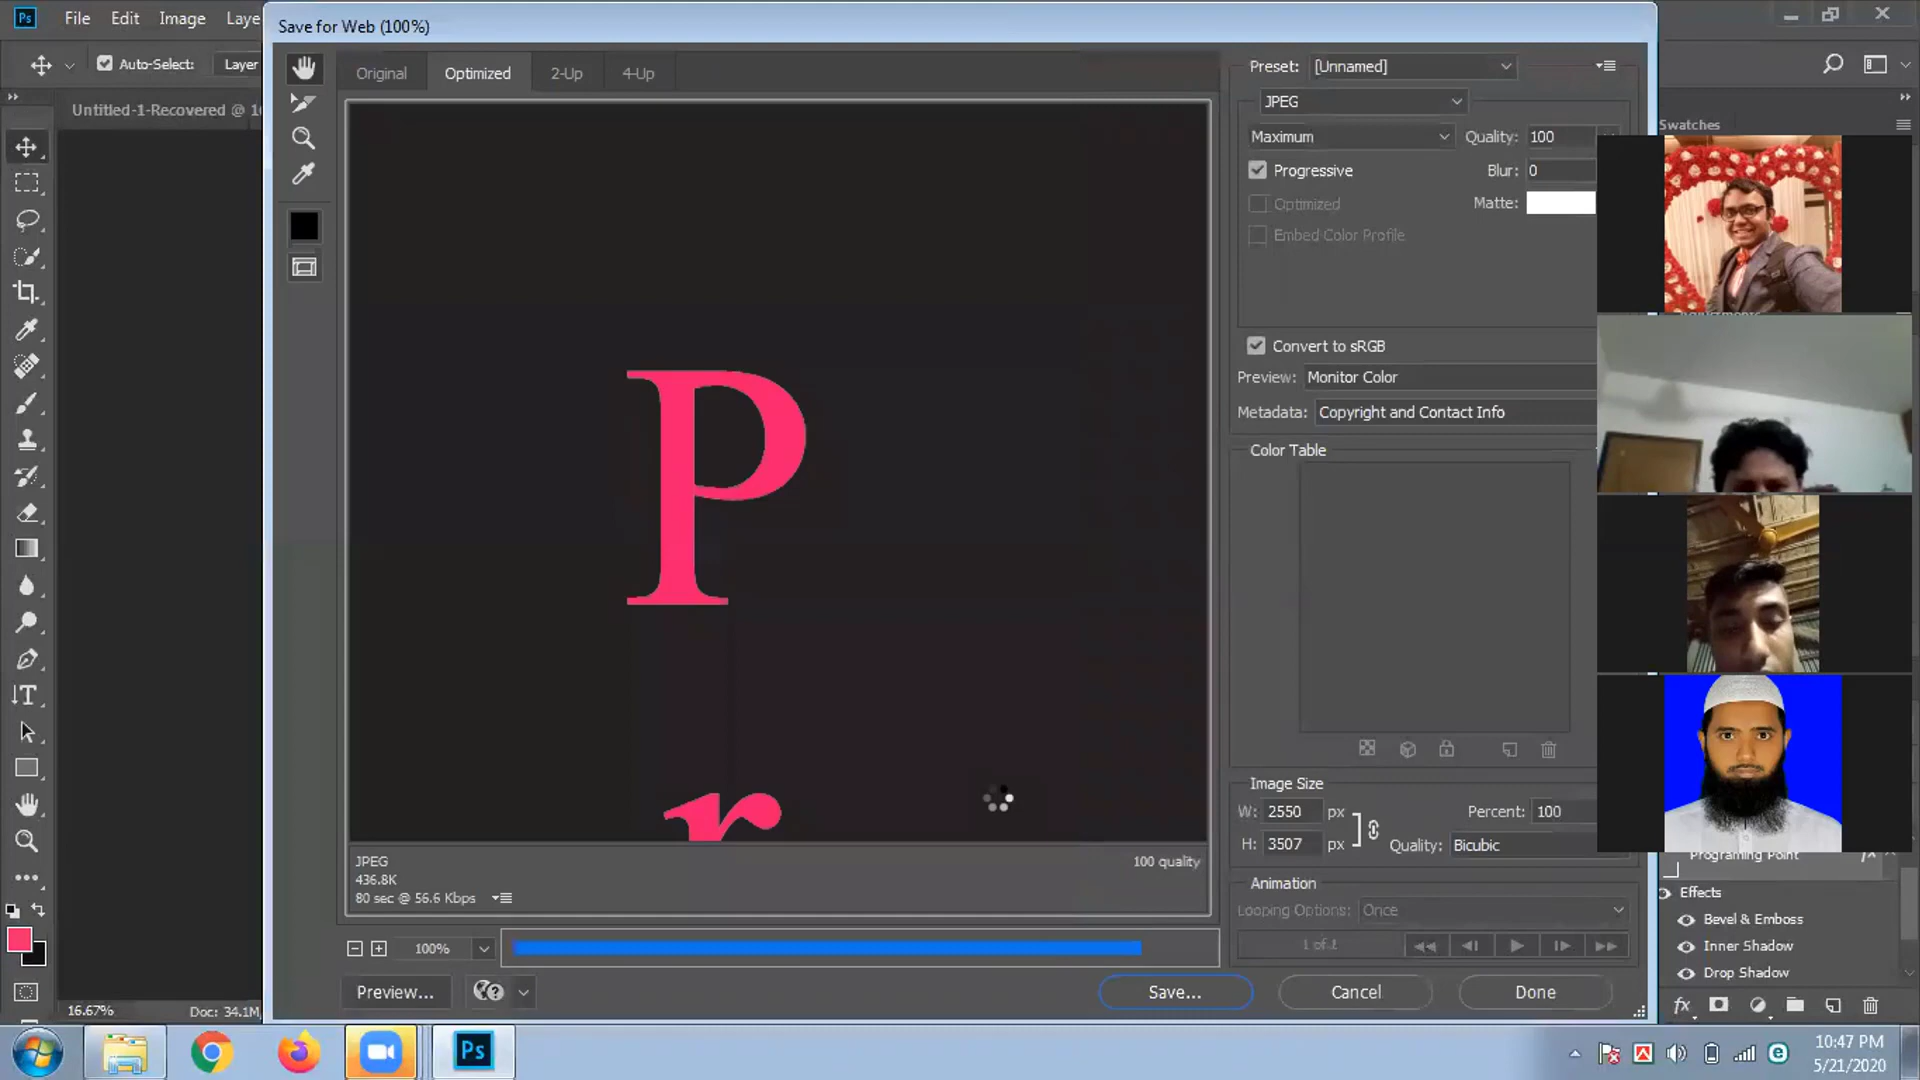 Ps File Edit Image Laye
Save for Web (100%)
Auto-Select: Layer
Untitled-1-Recovered @ 1
Original Optimized 2-Up 4-Up
Preset: [Unnamed]
JPEG
Maximum Quality: 100
Progressive Blur: 0
Optimized Matte:
Embed Color Profile
Convert to sRGB
Preview: Monitor Color
Metadata: Copyright and Contact Info
Color Table
Swatches
P
r
JPEG
436.8K
80 sec @ 56.6 Kbps
100 quality
Image Size
W: 2550 px Percent: 100
H: 3507 px Quality: Bicubic
Animation
Looping Options: Once
1 of 1
100%
Preview... Save... Cancel Done
Programing Point fx
Effects
Bevel & Emboss
Inner Shadow
Drop Shadow
fx
16.67% Doc: 34.1M
Ps
10:47 PM
5/21/2020